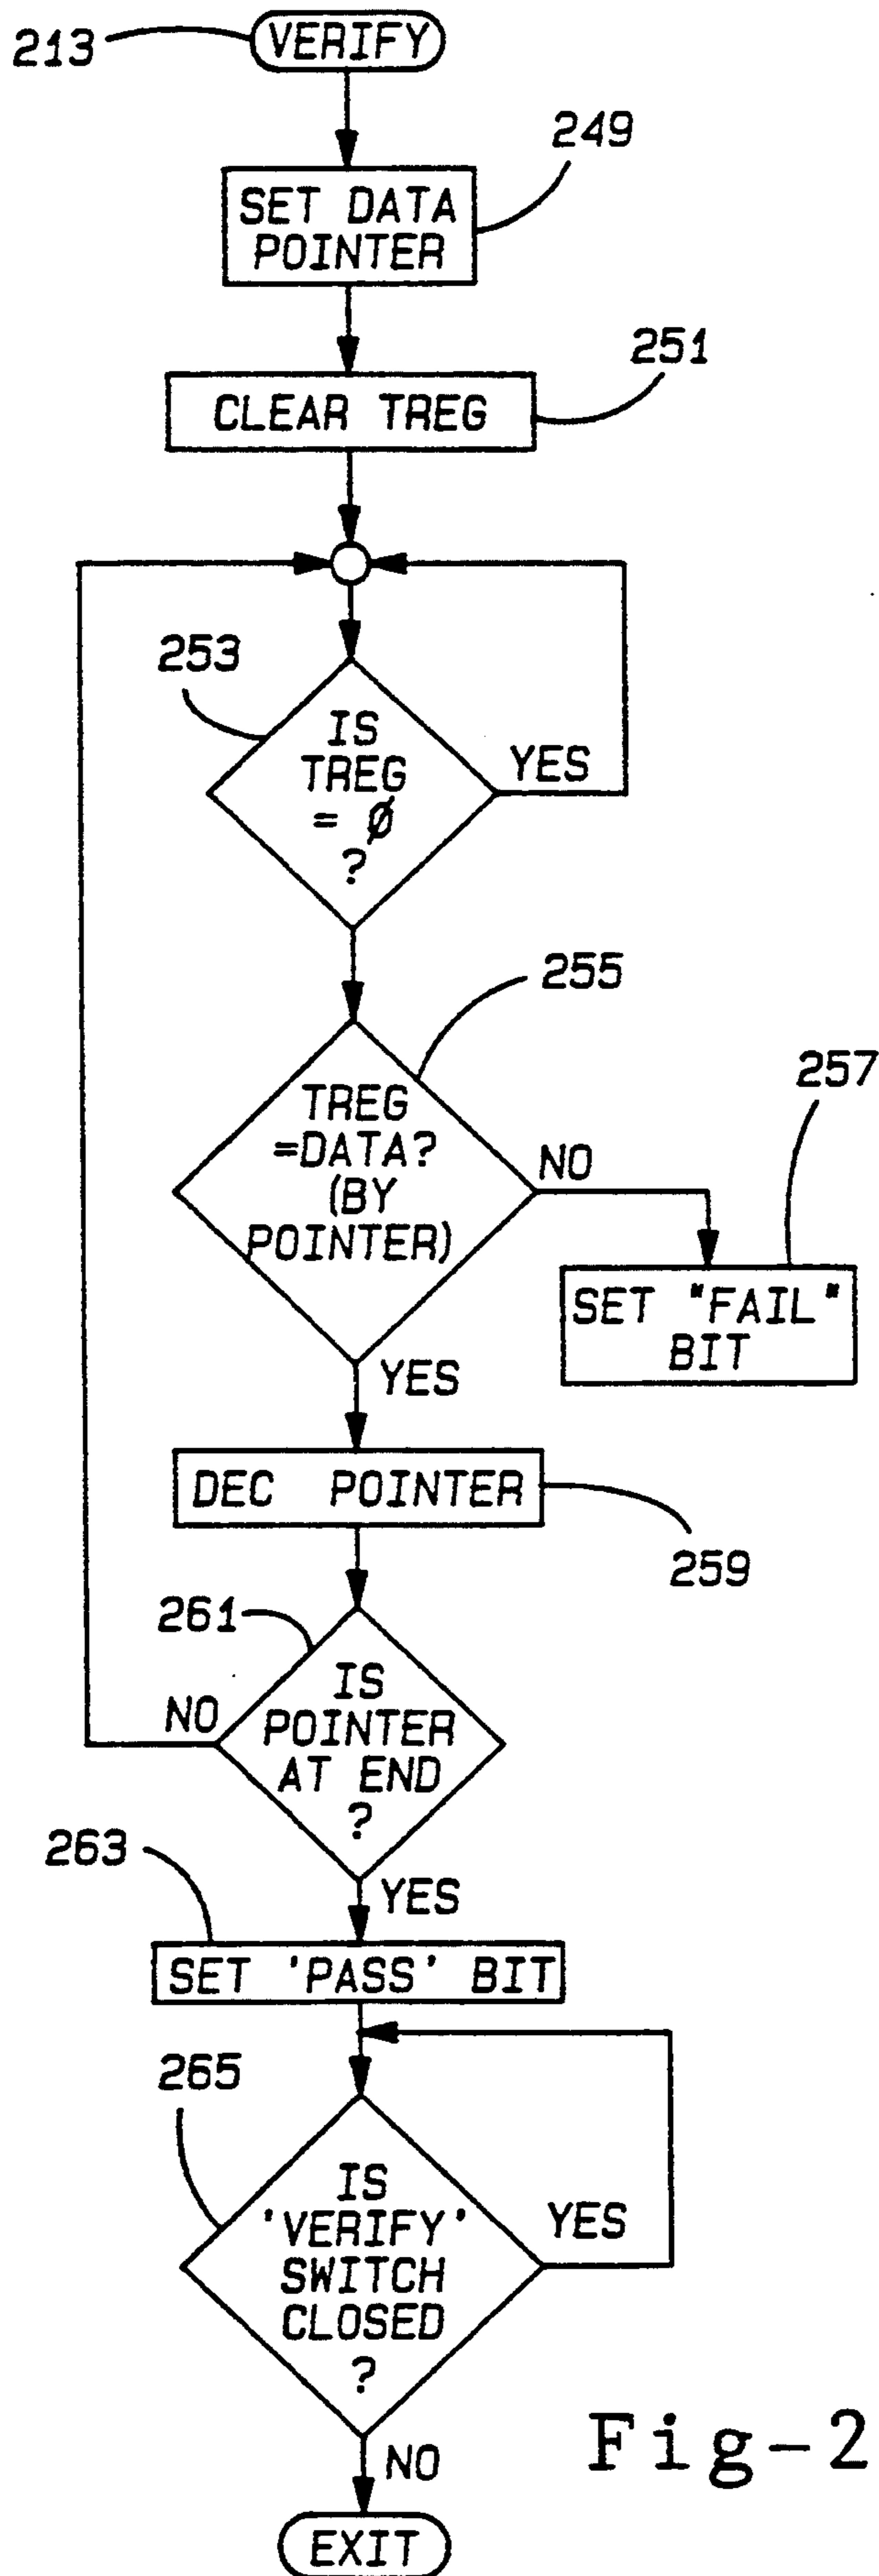 213
VERIFY
249
SET DATA
POINTER
251
CLEAR TREG
253
IS
TREG
= Ø
?
YES
255
TREG
=DATA?
(BY
POINTER)
NO
257
SET "FAIL"
BIT
YES
DEC POINTER
259
261
IS
POINTER
AT END
?
NO
263
YES
SET 'PASS' BIT
265
IS
'VERIFY'
SWITCH
CLOSED
?
YES
NO
Fig-2
EXIT